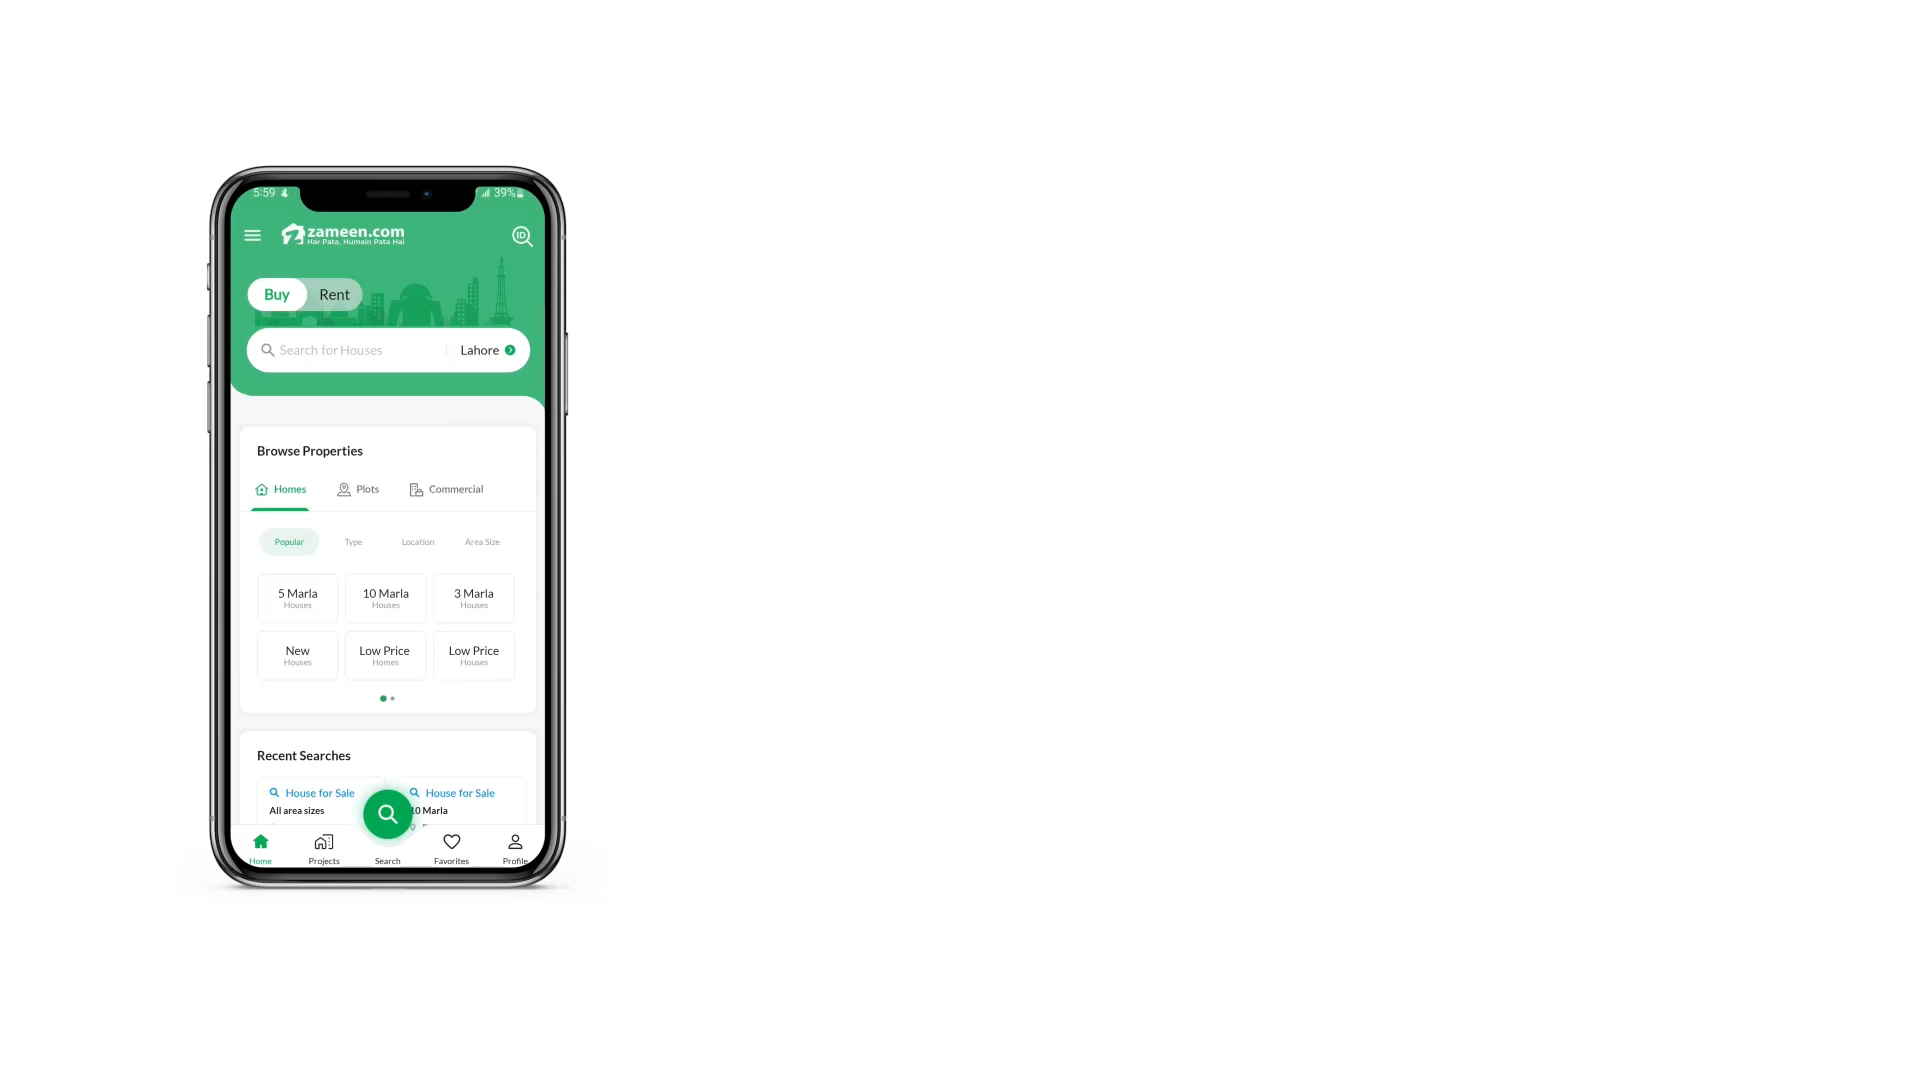 5:59
39%
zameen.com
Har Pata, Humain Pata Hai
ID
Buy Rent
Search for Houses Lahore
Browse Properties
Homes Plots Commercial
Popular Type Location Area Size
5 Marla 10 Marla 3 Marla
Houses Houses Houses
New Low Price Low Price
Houses Homes Houses
Recent Searches
House for Sale House for Sale
All area sizes 10 Marla
Home Projects Search Favorites Profile